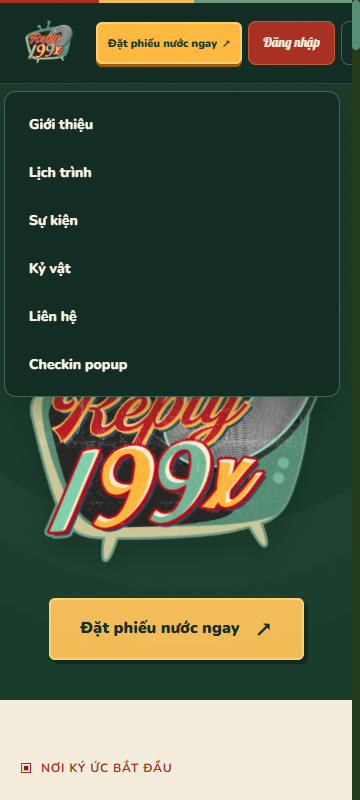 Replay
199x
Đặt phiếu nước ngay ↗
Đăng nhập
Giới thiệu
Lịch trình
Sự kiện
Kỷ vật
Liên hệ
Checkin popup
Replay
199x
Đặt phiếu nước ngay ↗
NƠI KÝ ỨC BẮT ĐẦU